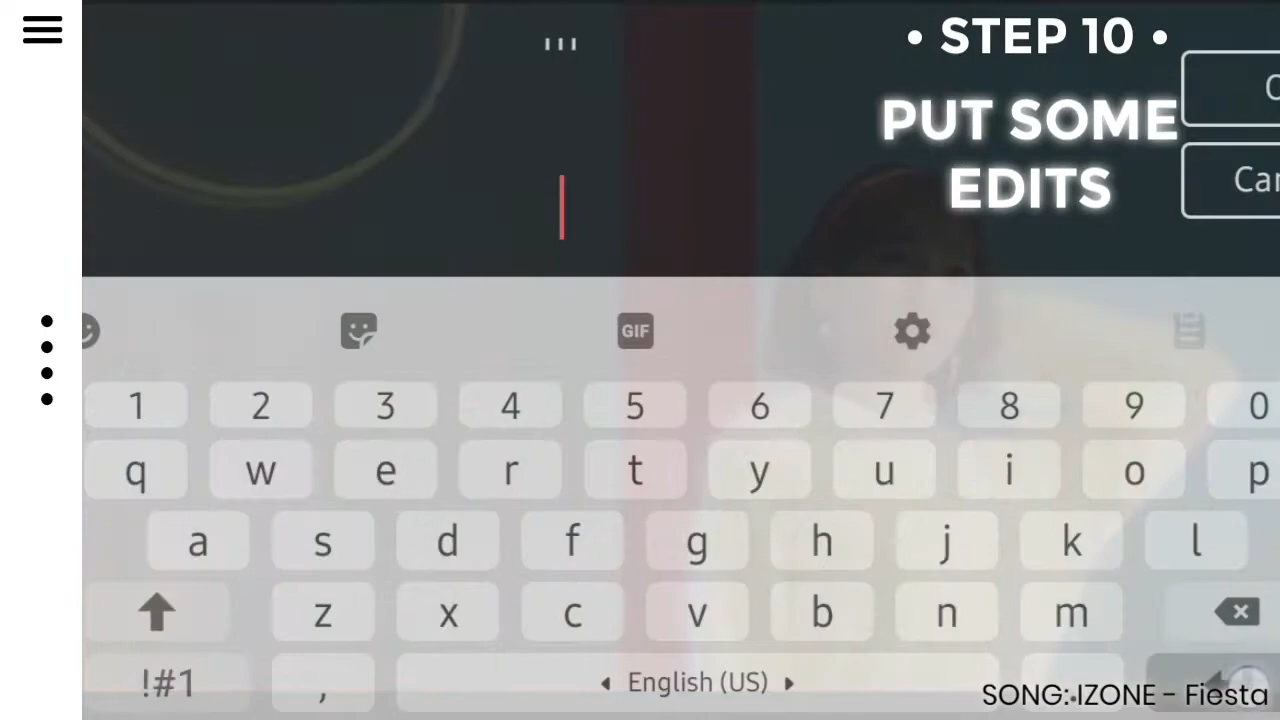 • STEP 10 •
PUT SOME
EDITS
GIF
1 2 3 4 5 6 7 8 9 0
q w e r t y u i o p
a s d f g h j k l
z x c v b n m
!#1 , English (US)
SONG: IZONE - Fiesta